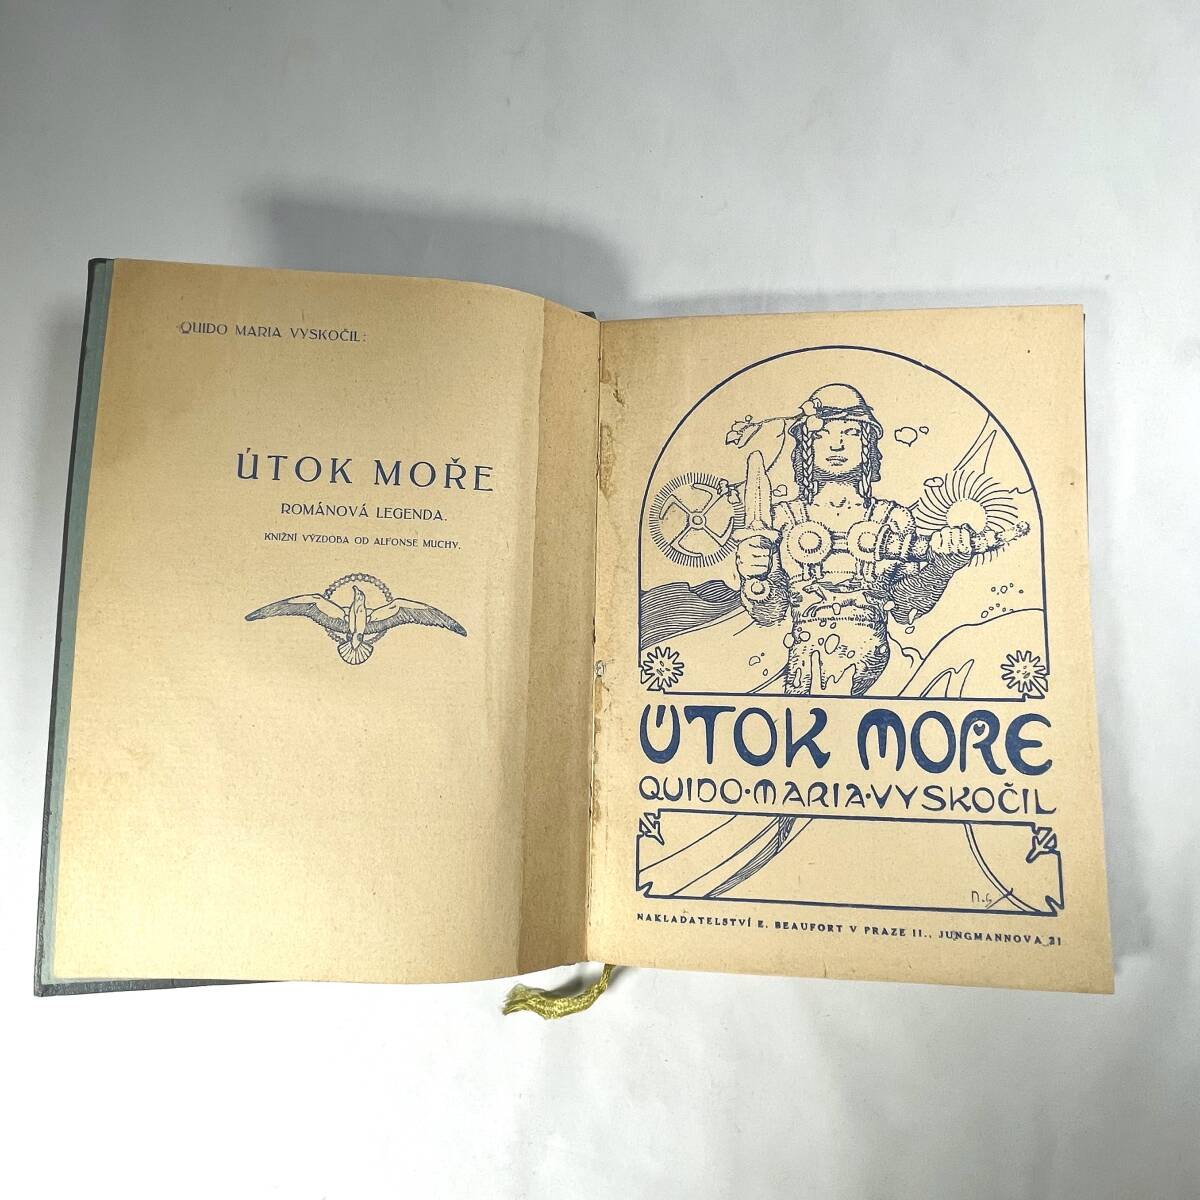 QUIDO MARIA VYSKOČIL:
ÚTOK MOŘE
ROMÁNOVÁ LEGENDA.
KNIŽNÍ VÝZDOBA OD ALFONSE MUCHY.
ÚTOK MOŘE
QUIDO·MARIA·VYSKOČIL
NAKLADATELSTVÍ E. BEAUFORT V PRAZE II., JUNGMANNOVA 21